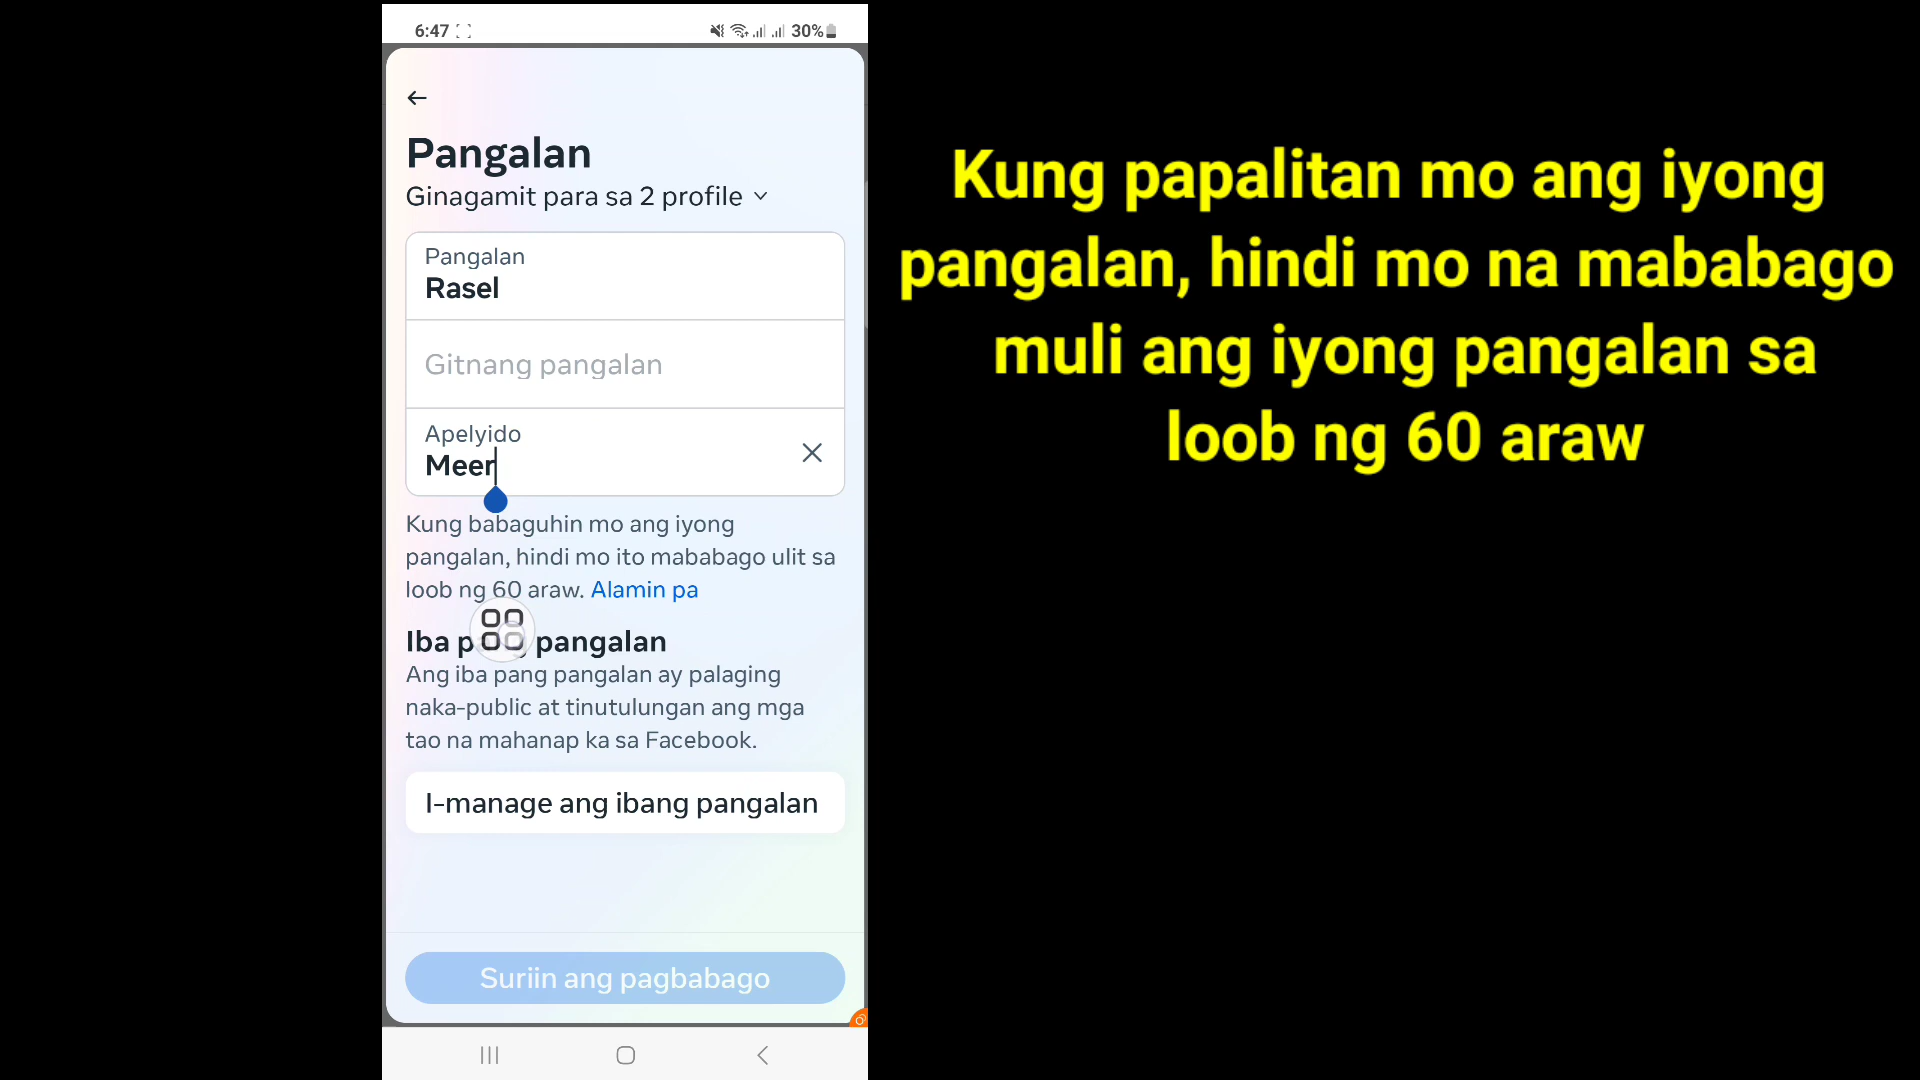 6:47
30%
Pangalan
Ginagamit para sa 2 profile
Pangalan
Rasel
Gitnang pangalan
Apelyido
Meer
Kung babaguhin mo ang iyong
pangalan, hindi mo ito mababago ulit sa
loob ng 60 araw. Alamin pa
Iba pangalan
Ang iba pang pangalan ay palaging
naka-public at tinutulungan ang mga
tao na mahanap ka sa Facebook.
I-manage ang ibang pangalan
Suriin ang pagbabago
Kung papalitan mo ang iyong
pangalan, hindi mo na mababago
muli ang iyong pangalan sa
loob ng 60 araw